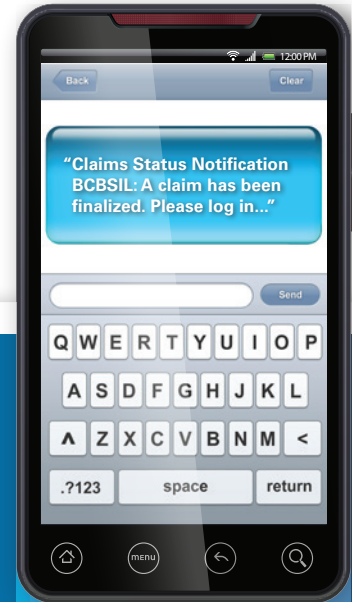 12:00 PM
Back Clear
“Claims Status Notification
BCBSIL: A claim has been
finalized. Please log in...”
Send
Q W E R T Y U I O P
A S D F G H J K L
^ Z X C V B N M <
.?123 space return
menu